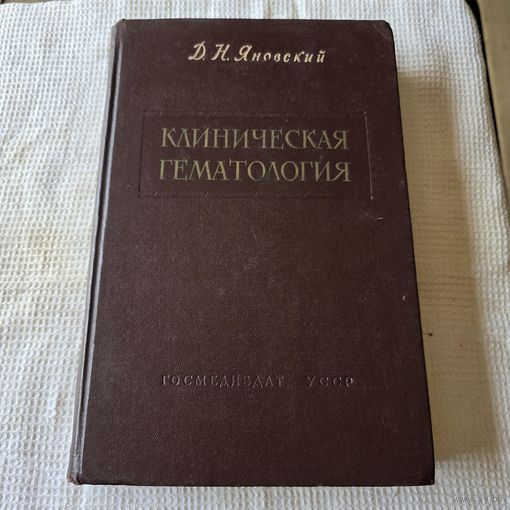 Д. Н. Яновский
КЛИНИЧЕСКАЯ
ГЕМАТОЛОГИЯ
ГОСМЕДИЗДАТ УССР